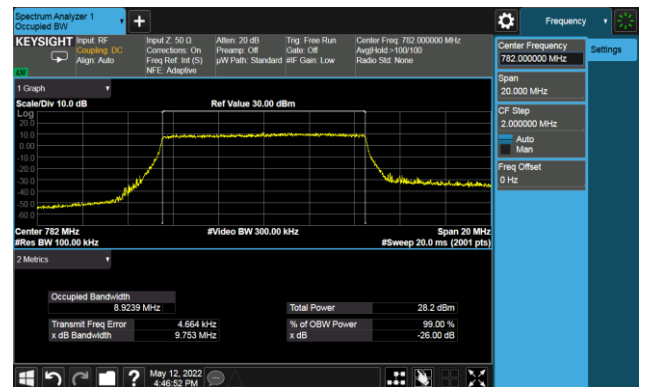 Spectrum Analyzer 1
Occupied BW
+
Frequency
KEYSIGHT
Input: RF
Coupling: DC
Align: Auto
Input Z: 50 Ω
Corrections: On
Freq Ref: Int (S)
NFE: Adaptive
Atten: 20 dB
Preamp: Off
µW Path: Standard
Trig: Free Run
Gate: Off
#IF Gain: Low
Center Freq: 782.000000 MHz
Avg|Hold:>100/100
Radio Std: None
Center Frequency
782.000000 MHz
Settings
Span
20.000 MHz
CF Step
2.000000 MHz
Auto
Man
Freq Offset
0 Hz
1 Graph
Scale/Div 10.0 dB
Ref Value 30.00 dBm
Log
20.0
10.0
0.00
-10.0
-20.0
-30.0
-40.0
-50.0
-60.0
Center 782 MHz
#Video BW 300.00 kHz
Span 20 MHz
#Res BW 100.00 kHz
#Sweep 20.0 ms (2001 pts)
2 Metrics
Occupied Bandwidth
8.9239 MHz
Total Power
28.2 dBm
Transmit Freq Error
4.664 kHz
% of OBW Power
99.00 %
x dB Bandwidth
9.753 MHz
x dB
-26.00 dB
?
May 12, 2022
4:46:52 PM